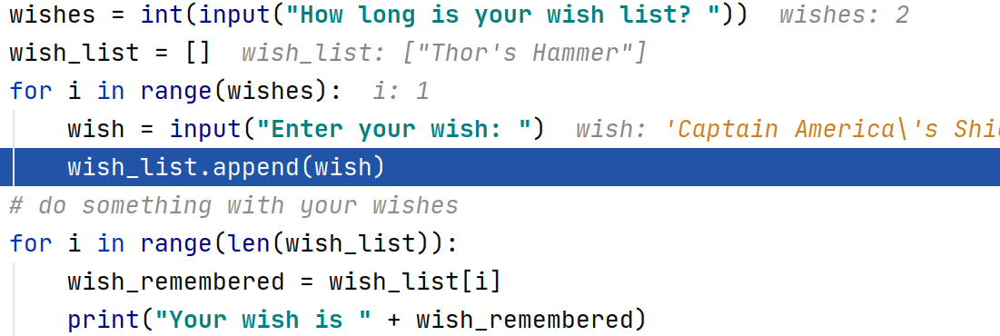 wishes = int(input("How long is your wish list? "))  wishes: 2
wish_list = []  wish_list: ["Thor's Hammer"]
for i in range(wishes):  i: 1
    wish = input("Enter your wish: ")  wish: 'Captain America\'s
    wish_list.append(wish)
# do something with your wishes
for i in range(len(wish_list)):
    wish_remembered = wish_list[i]
    print("Your wish is " + wish_remembered)